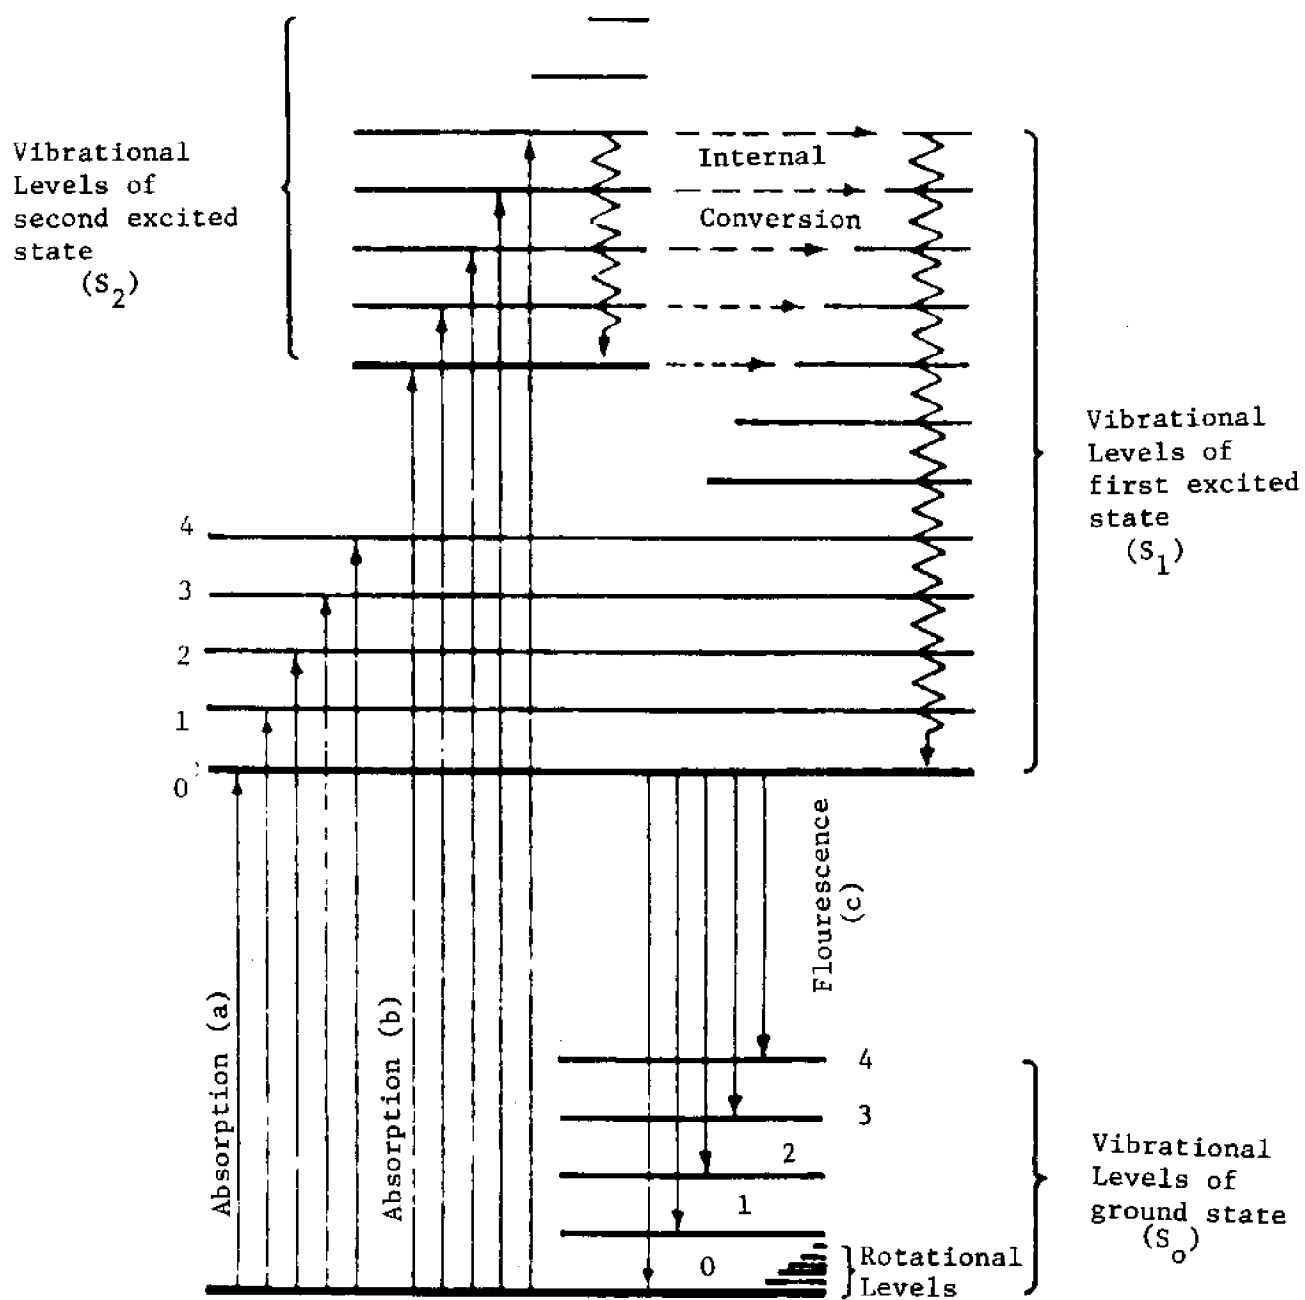 Vibrational
Levels of
second excited
state
(S2)
Internal
Conversion
Vibrational
Levels of
first excited
state
(S1)
4
3
2
1
0
Absorption (a)
Absorption (b)
Flourescence
(c)
4
3
2
1
0
Rotational
Levels
Vibrational
Levels of
ground state
(So)